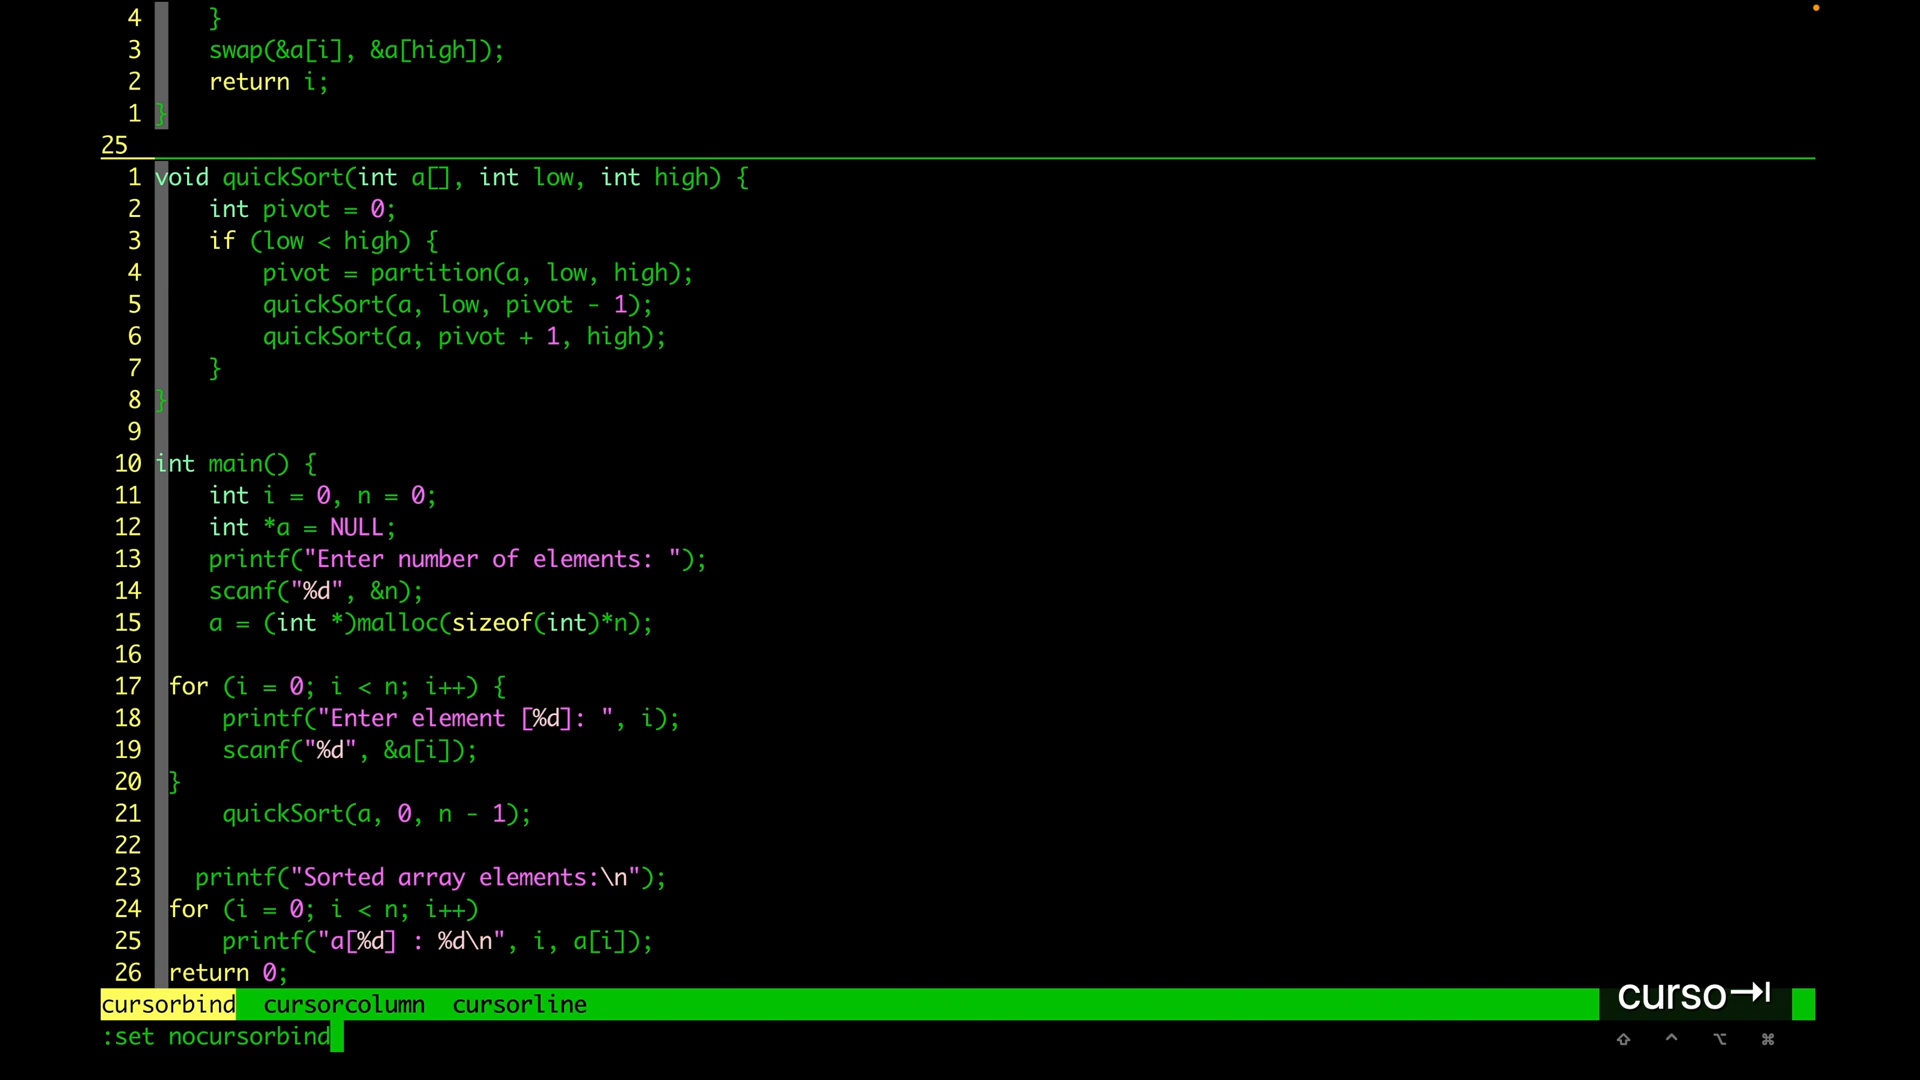 4     }
3     swap(&a[i], &a[high]);
2     return i;
1 }
25
1 void quickSort(int a[], int low, int high) {
2     int pivot = 0;
3     if (low < high) {
4         pivot = partition(a, low, high);
5         quickSort(a, low, pivot - 1);
6         quickSort(a, pivot + 1, high);
7     }
8 }
9
10 int main() {
11     int i = 0, n = 0;
12     int *a = NULL;
13     printf("Enter number of elements: ");
14     scanf("%d", &n);
15     a = (int *)malloc(sizeof(int)*n);
16
17  for (i = 0; i < n; i++) {
18      printf("Enter element [%d]: ", i);
19      scanf("%d", &a[i]);
20  }
21      quickSort(a, 0, n - 1);
22
23    printf("Sorted array elements:\n");
24  for (i = 0; i < n; i++)
25      printf("a[%d] : %d\n", i, a[i]);
26  return 0;
cursorbind  cursorcolumn  cursorline
curso⇥
:set nocursorbind
⇧ ^ ⌥ ⌘